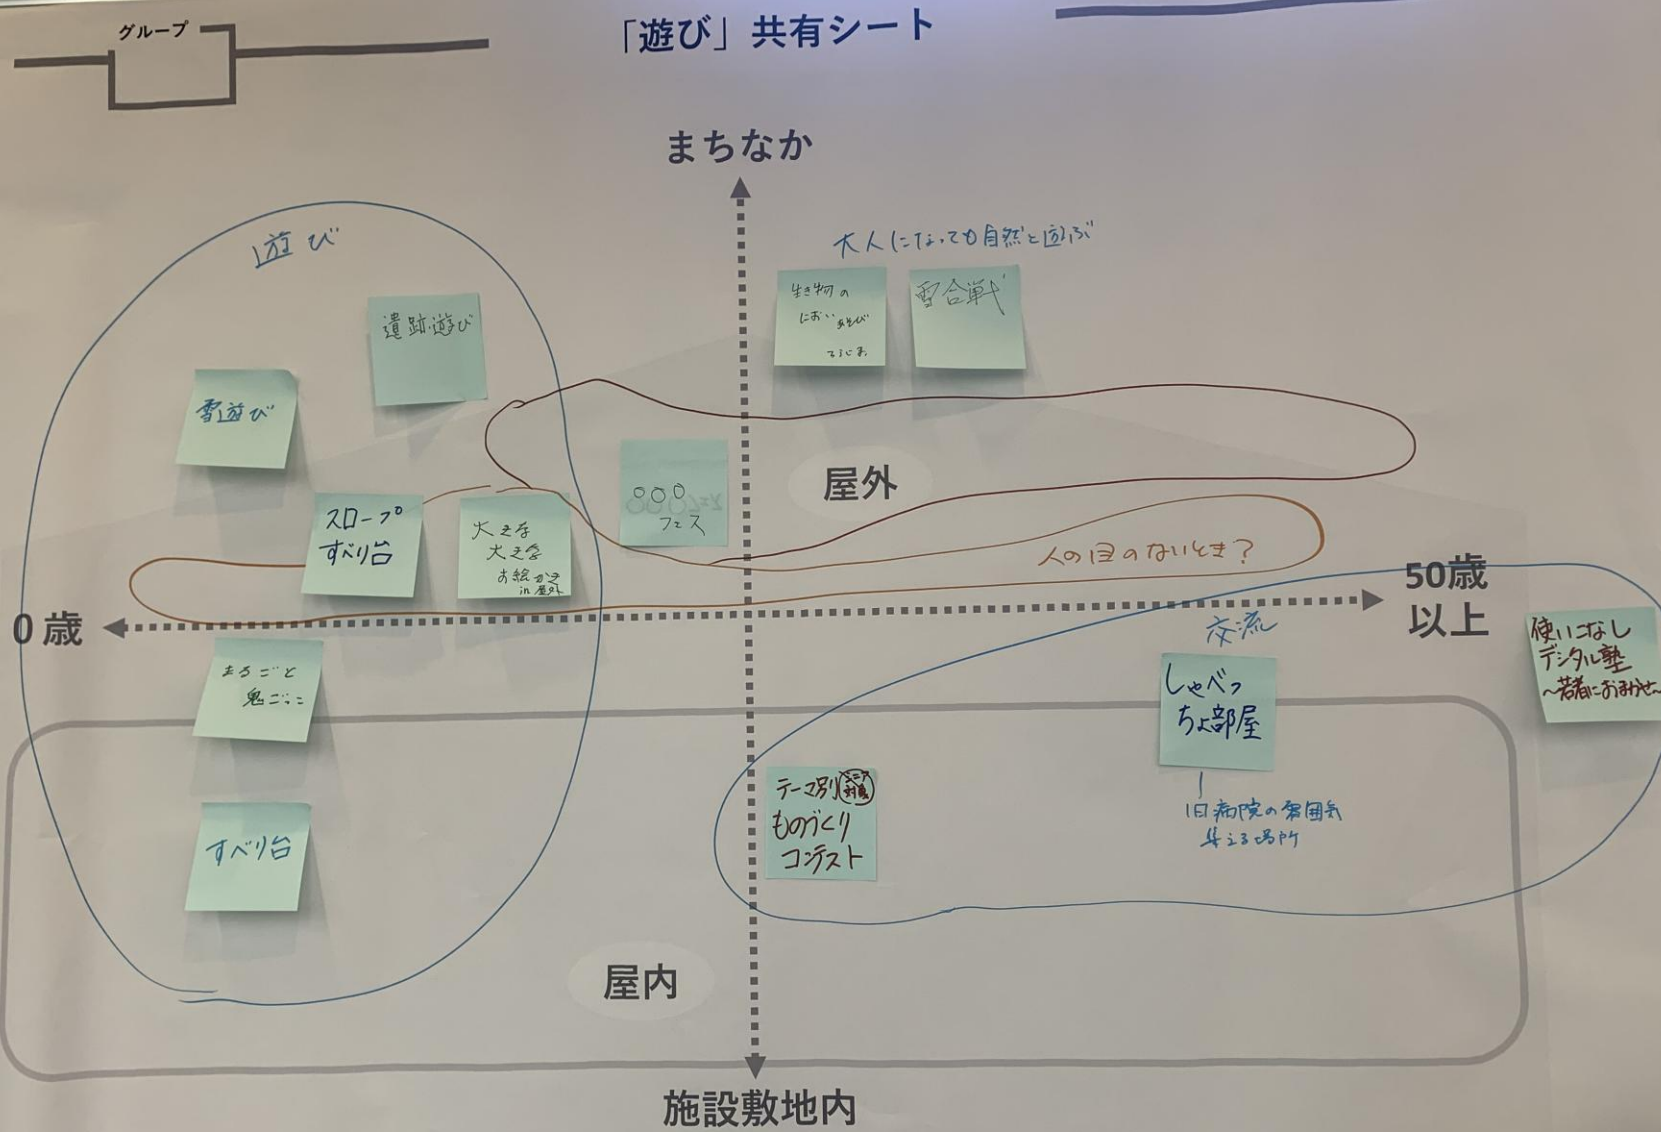 グループ
「遊び」共有シート
まちなか
遊び
大人になっても自然と遊ぶ
遺跡遊び
生き物の
におい あそび
雪合戦
雪遊び
屋外
スロープ
すべり台
大きな
大きな
お絵かき
in 屋外
○○○
フェス
人の目のないとき?
0歳
50歳
以上
まるごと
鬼ごっこ
交流
しゃべっ
ちょ部屋
使いこなし
デジタル塾
~若者におまかせ~
すべり台
テーマ別
ものづくり
コンテスト
旧病院の雰囲気
集える場所
屋内
施設敷地内